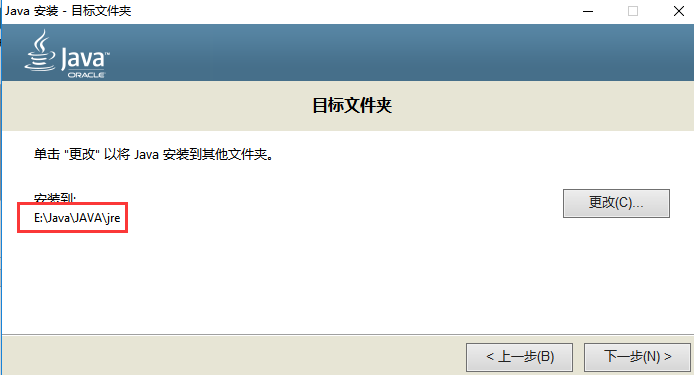 Java 安装 - 目标文件夹
Java™
ORACLE
目标文件夹
单击 "更改" 以将 Java 安装到其他文件夹。
安装到:
E:\Java\JAVA\jre
更改(C)...
< 上一步(B)
下一步(N) >